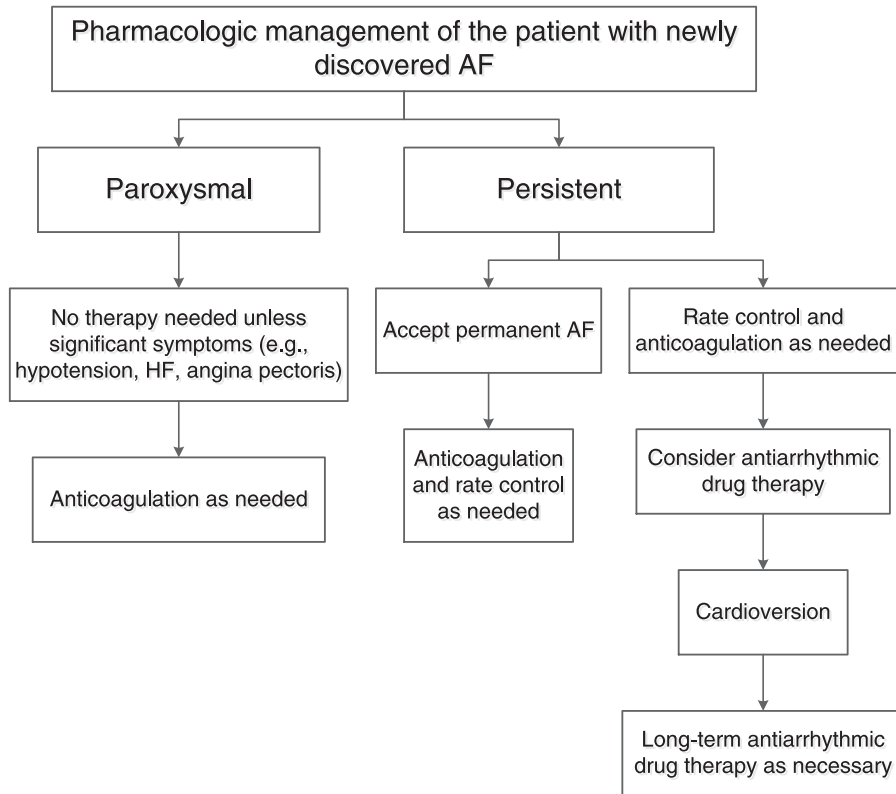 Pharmacologic management of the patient with newly
discovered AF
Paroxysmal
Persistent
No therapy needed unless
significant symptoms (e.g.,
hypotension, HF, angina pectoris)
Accept permanent AF
Rate control and
anticoagulation as needed
Anticoagulation as needed
Anticoagulation
and rate control
as needed
Consider antiarrhythmic
drug therapy
Cardioversion
Long-term antiarrhythmic
drug therapy as necessary